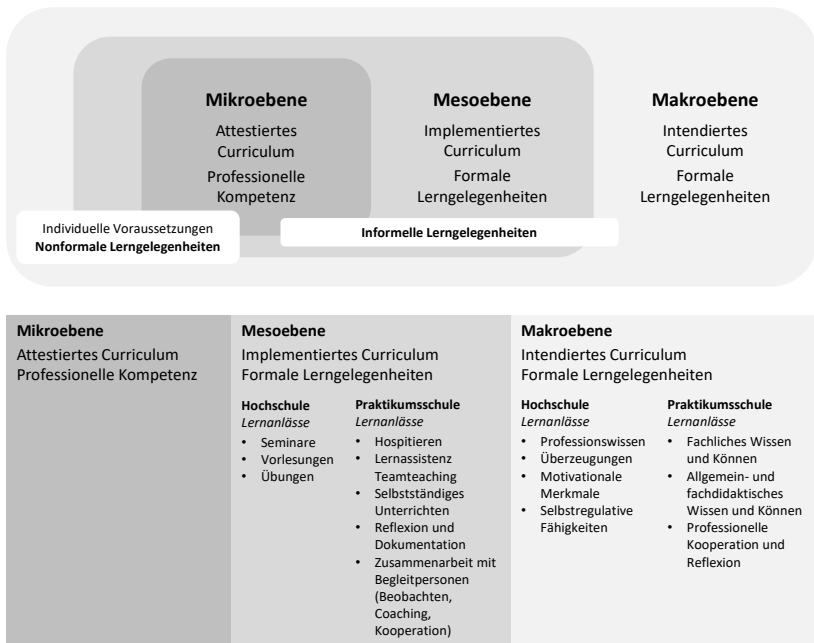 Mikroebene
Attestiertes
Curriculum
Professionelle
Kompetenz
Mesoebene
Implementiertes
Curriculum
Formale
Lerngelegenheiten
Makroebene
Intendiertes
Curriculum
Formale
Lerngelegenheiten
Individuelle Voraussetzungen
Nonformale Lerngelegenheiten
Informelle Lerngelegenheiten
Mikroebene
Attestiertes Curriculum
Professionelle Kompetenz
Mesoebene
Implementiertes Curriculum
Formale Lerngelegenheiten
Hochschule
Lernanlässe
• Seminare
• Vorlesungen
• Übungen
Praktikumsschule
Lernanlässe
• Hospitieren
• Lernassistenz
Teamteaching
• Selbstständiges
Unterrichten
• Reflexion und
Dokumentation
• Zusammenarbeit mit
Begleitpersonen
(Beobachten,
Coaching,
Kooperation)
Makroebene
Intendiertes Curriculum
Formale Lerngelegenheiten
Hochschule
Lernanlässe
• Professionswissen
• Überzeugungen
• Motivationale
Merkmale
• Selbstregulative
Fähigkeiten
Praktikumsschule
Lernanlässe
• Fachliches Wissen
und Können
• Allgemein- und
fachdidaktisches
Wissen und Können
• Professionelle
Kooperation und
Reflexion